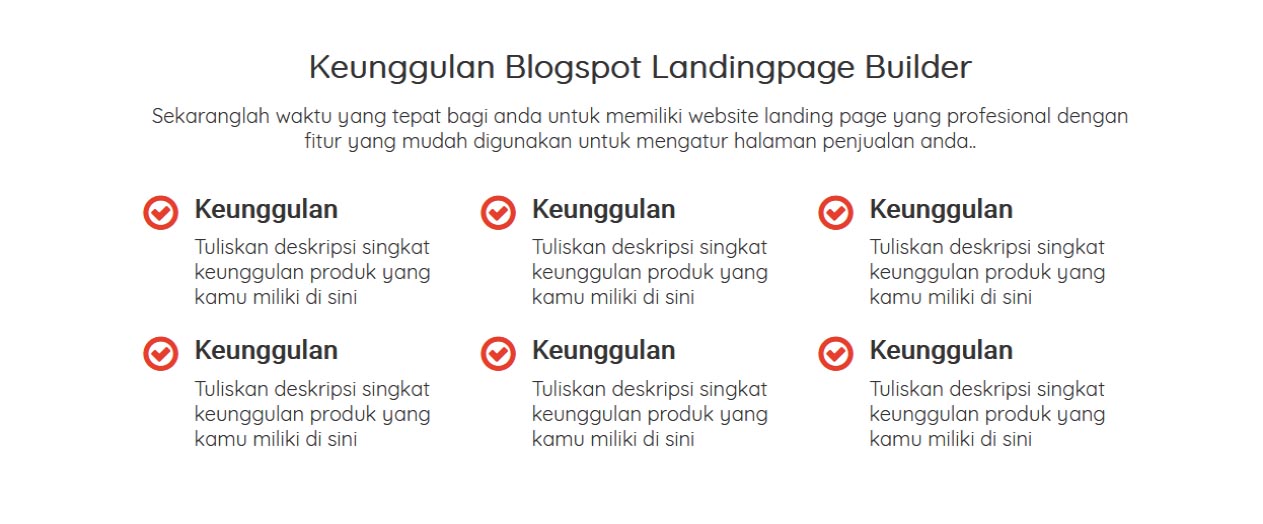 Keunggulan Blogspot Landingpage Builder
Sekaranglah waktu yang tepat bagi anda untuk memiliki website landing page yang profesional dengan
fitur yang mudah digunakan untuk mengatur halaman penjualan anda..
Keunggulan
Tuliskan deskripsi singkat
keunggulan produk yang
kamu miliki di sini
Keunggulan
Tuliskan deskripsi singkat
keunggulan produk yang
kamu miliki di sini
Keunggulan
Tuliskan deskripsi singkat
keunggulan produk yang
kamu miliki di sini
Keunggulan
Tuliskan deskripsi singkat
keunggulan produk yang
kamu miliki di sini
Keunggulan
Tuliskan deskripsi singkat
keunggulan produk yang
kamu miliki di sini
Keunggulan
Tuliskan deskripsi singkat
keunggulan produk yang
kamu miliki di sini